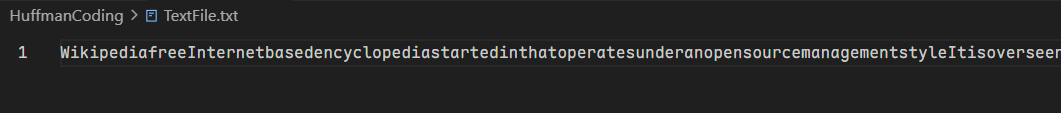 HuffmanCoding > TextFile.txt
1 WikipediafreeInternetbasedencyclopediastartedinthatoperatesunderanopensourcemanagementstyleItisoverseen